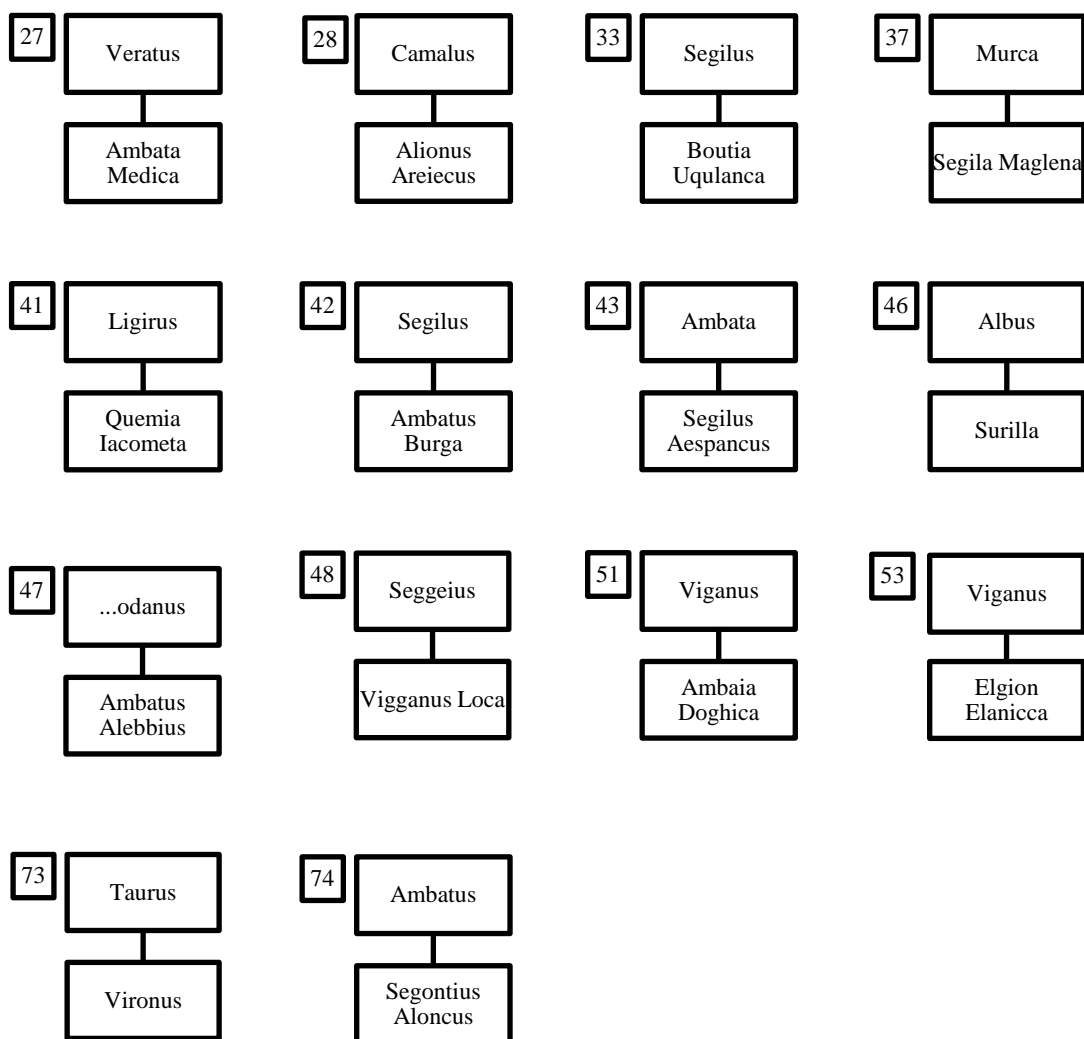 27
Veratus
Ambata
Medica
28
Camalus
Alionus
Areiecus
33
Segilus
Boutia
Uqulanca
37
Murca
Segila Maglena
41
Ligirus
Quemia
Iacometa
42
Segilus
Ambatus
Burga
43
Ambata
Segilus
Aespancus
46
Albus
Surilla
47
...odanus
Ambatus
Alebbius
48
Seggeius
Vigganus Loca
51
Viganus
Ambaia
Doghica
53
Viganus
Elgion
Elanicca
73
Taurus
Vironus
74
Ambatus
Segontius
Aloncus